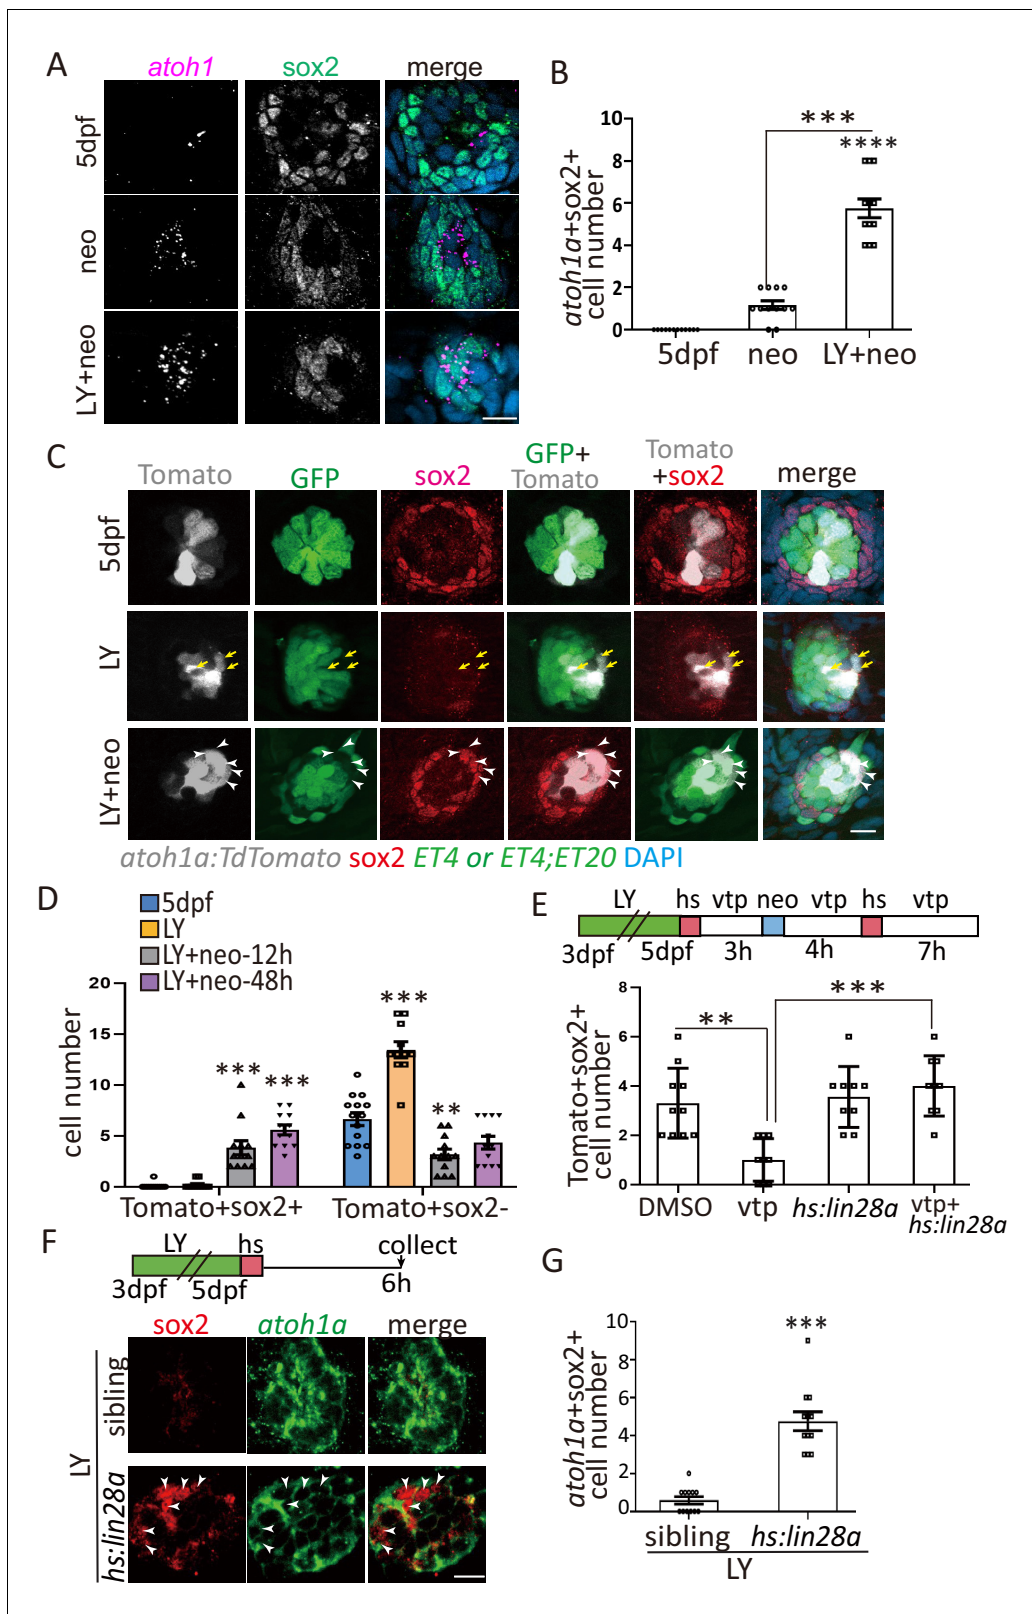 A
atoh1 sox2 merge
5dpf
neo
LY+neo
B
atoh1a+sox2+
cell number
10
8
6
4
2
0
***
****
5dpf neo LY+neo
C
Tomato GFP sox2 GFP+ Tomato Tomato +sox2 merge
5dpf
LY
LY+neo
atoh1a:TdTomato sox2 ET4 or ET4;ET20 DAPI
D
5dpf
LY
LY+neo-12h
LY+neo-48h
cell number
20
15
10
5
0
*** *** *** **
Tomato+sox2+ Tomato+sox2-
E
LY hs vtp neo vtp hs vtp
3dpf 5dpf 3h 4h 7h
Tomato+sox2+
cell number
8
6
4
2
0
** ***
DMSO vtp hs:lin28a vtp+
hs:lin28a
F
LY hs collect
3dpf 5dpf 6h
sox2 atoh1a merge
LY
sibling
hs:lin28a
G
atoh1a+sox2+
cell number
10
8
6
4
2
0
***
sibling hs:lin28a
LY